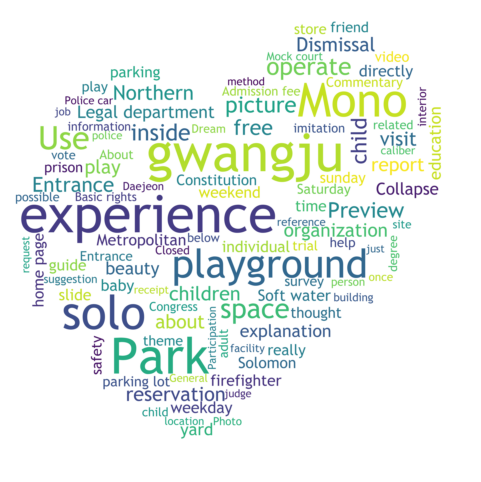 store friend
Mock court video
Dismissal
parking operate directly
method Commentary
play Northern Admission fee
Police car picture Mono interior
job Legal department related
information police Dream free imitation child caliber education
Use inside visit
vote About gwangju report
prison play Constitution sunday
Entrance Daejeon weekend Saturday Collapse
possible Basic rights time Preview
experience reference organization site
Metropolitan below
Closed individual trial help just degree
request home page Entrance playground
guide beauty survey person once
suggestion baby receipt children Soft water building
slide solo Congress space thought
Park about explanation
safety theme Participation adult facility really
parking lot General firefighter Solomon
reservation judge
child weekday
location Photo
yard